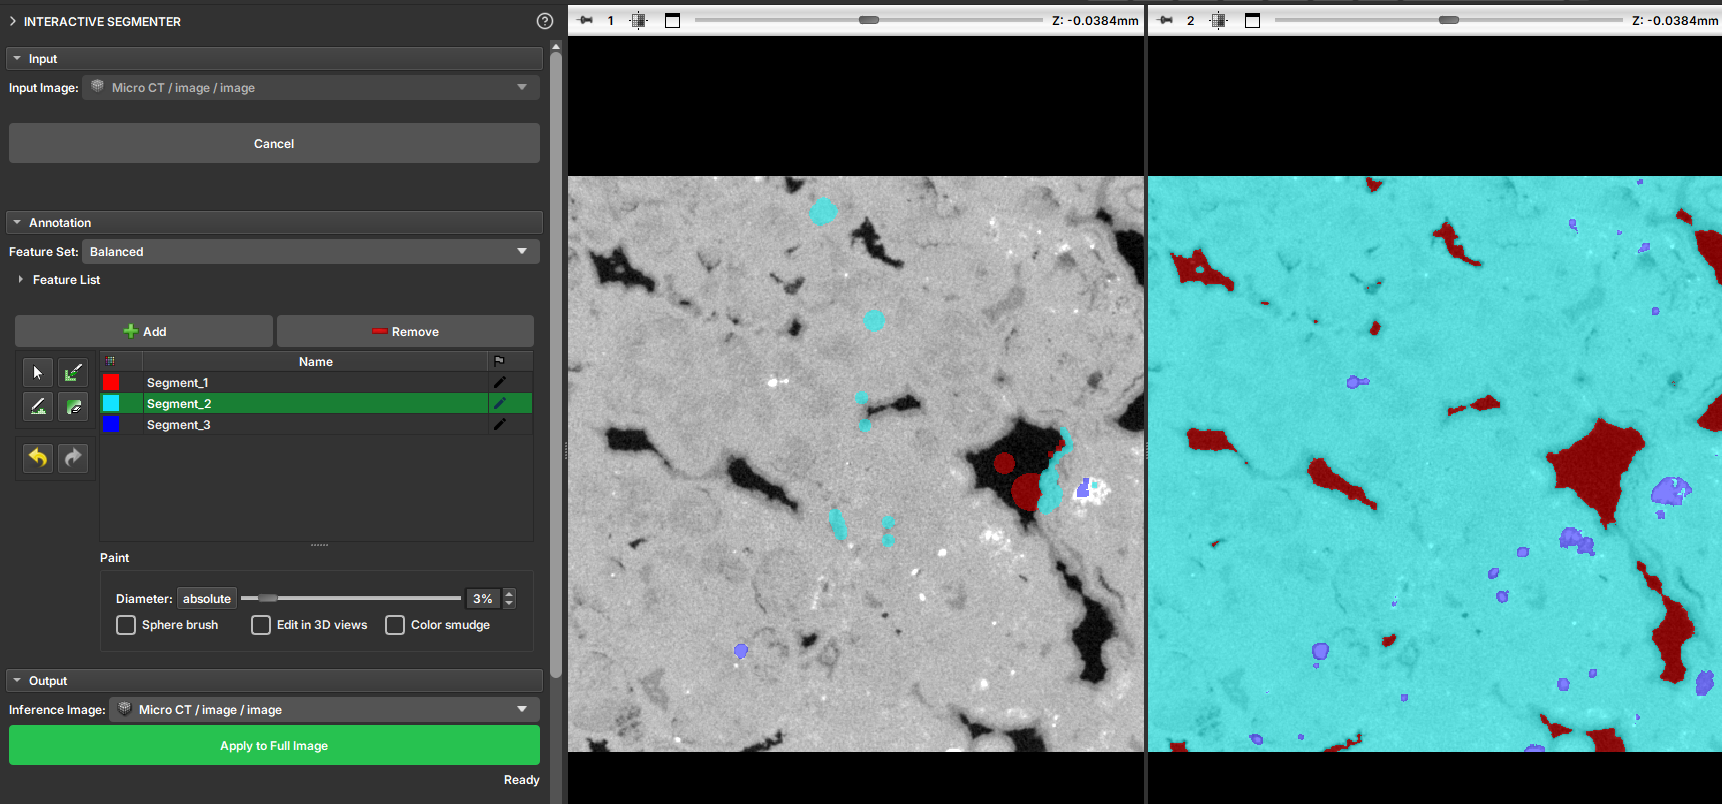 INTERACTIVE SEGMENTER
?
Input
Input Image: Micro CT / image / image
Cancel
Annotation
Feature Set: Balanced
Feature List
Add Remove
Name
Segment_1
Segment_2
Segment_3
Paint
Diameter: absolute 3%
Sphere brush Edit in 3D views Color smudge
Output
Inference Image: Micro CT / image / image
Apply to Full Image
Ready
1 Z: -0.0384mm
2 Z: -0.0384mm